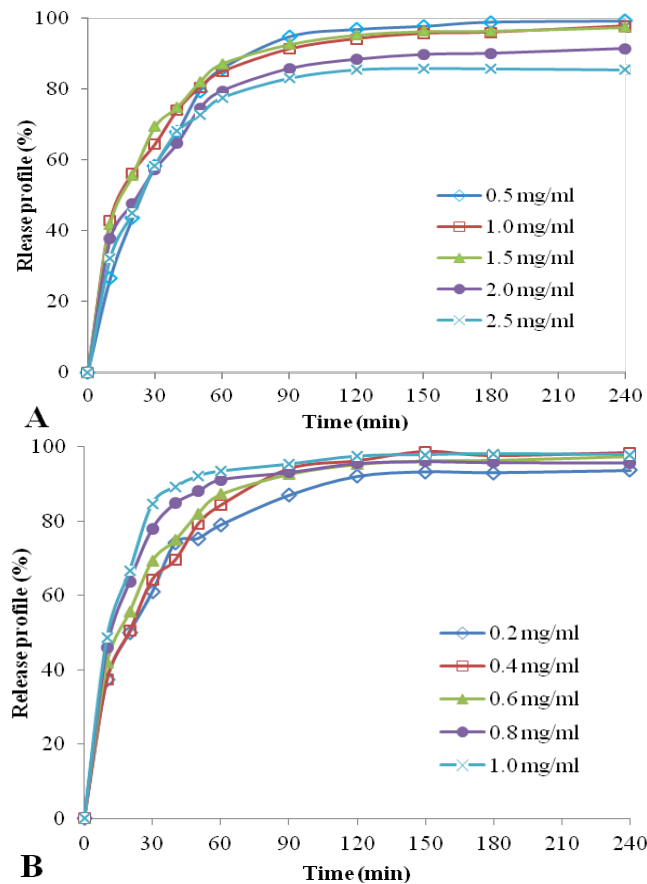 100
80
60
40
20
0
Rlease profile (%)
0.5 mg/ml
1.0 mg/ml
1.5 mg/ml
2.0 mg/ml
2.5 mg/ml
0 30 60 90 120 150 180 210 240
Time (min)
A
100
80
60
40
20
0
Release profile (%)
0.2 mg/ml
0.4 mg/ml
0.6 mg/ml
0.8 mg/ml
1.0 mg/ml
0 30 60 90 120 150 180 210 240
Time (min)
B